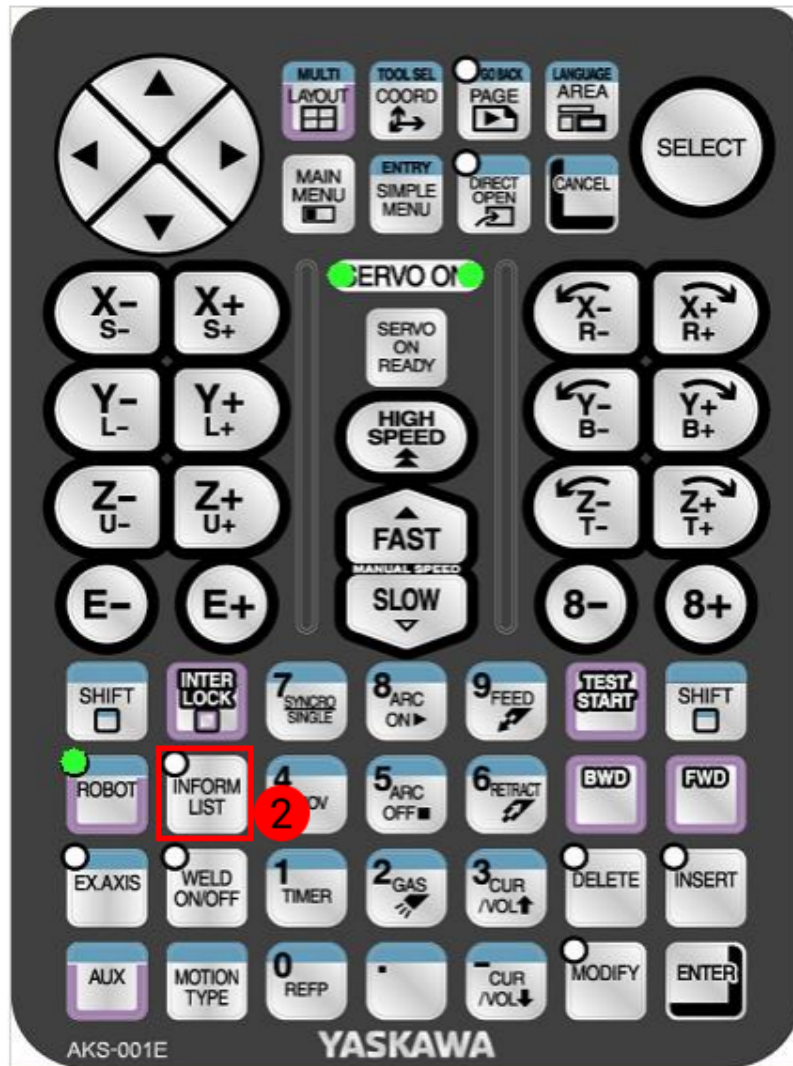 MULTI
LAYOUT
TOOL SEL
COORD
GO BACK
PAGE
LANGUAGE
AREA
SELECT
MAIN
MENU
ENTRY
SIMPLE
MENU
DIRECT
OPEN
CANCEL
SERVO ON
X-
S-
X+
S+
SERVO
ON
READY
X-
R-
X+
R+
Y-
L-
Y+
L+
HIGH
SPEED
Y-
B-
Y+
B+
Z-
U-
Z+
U+
FAST
MANUAL SPEED
SLOW
Z-
T-
Z+
T+
E-
E+
8-
8+
SHIFT
INTER
LOCK
7
SYNCRO
SINGLE
8 ARC
ON
9 FEED
TEST
START
SHIFT
ROBOT
INFORM
LIST
2
4
OV
5 ARC
OFF
6 RETRACT
BWD
FWD
EX.AXIS
WELD
ON/OFF
1
TIMER
2 GAS
3 CUR
/VOL
DELETE
INSERT
AUX
MOTION
TYPE
0
REFP
.
- CUR
/VOL
MODIFY
ENTER
AKS-001E
YASKAWA